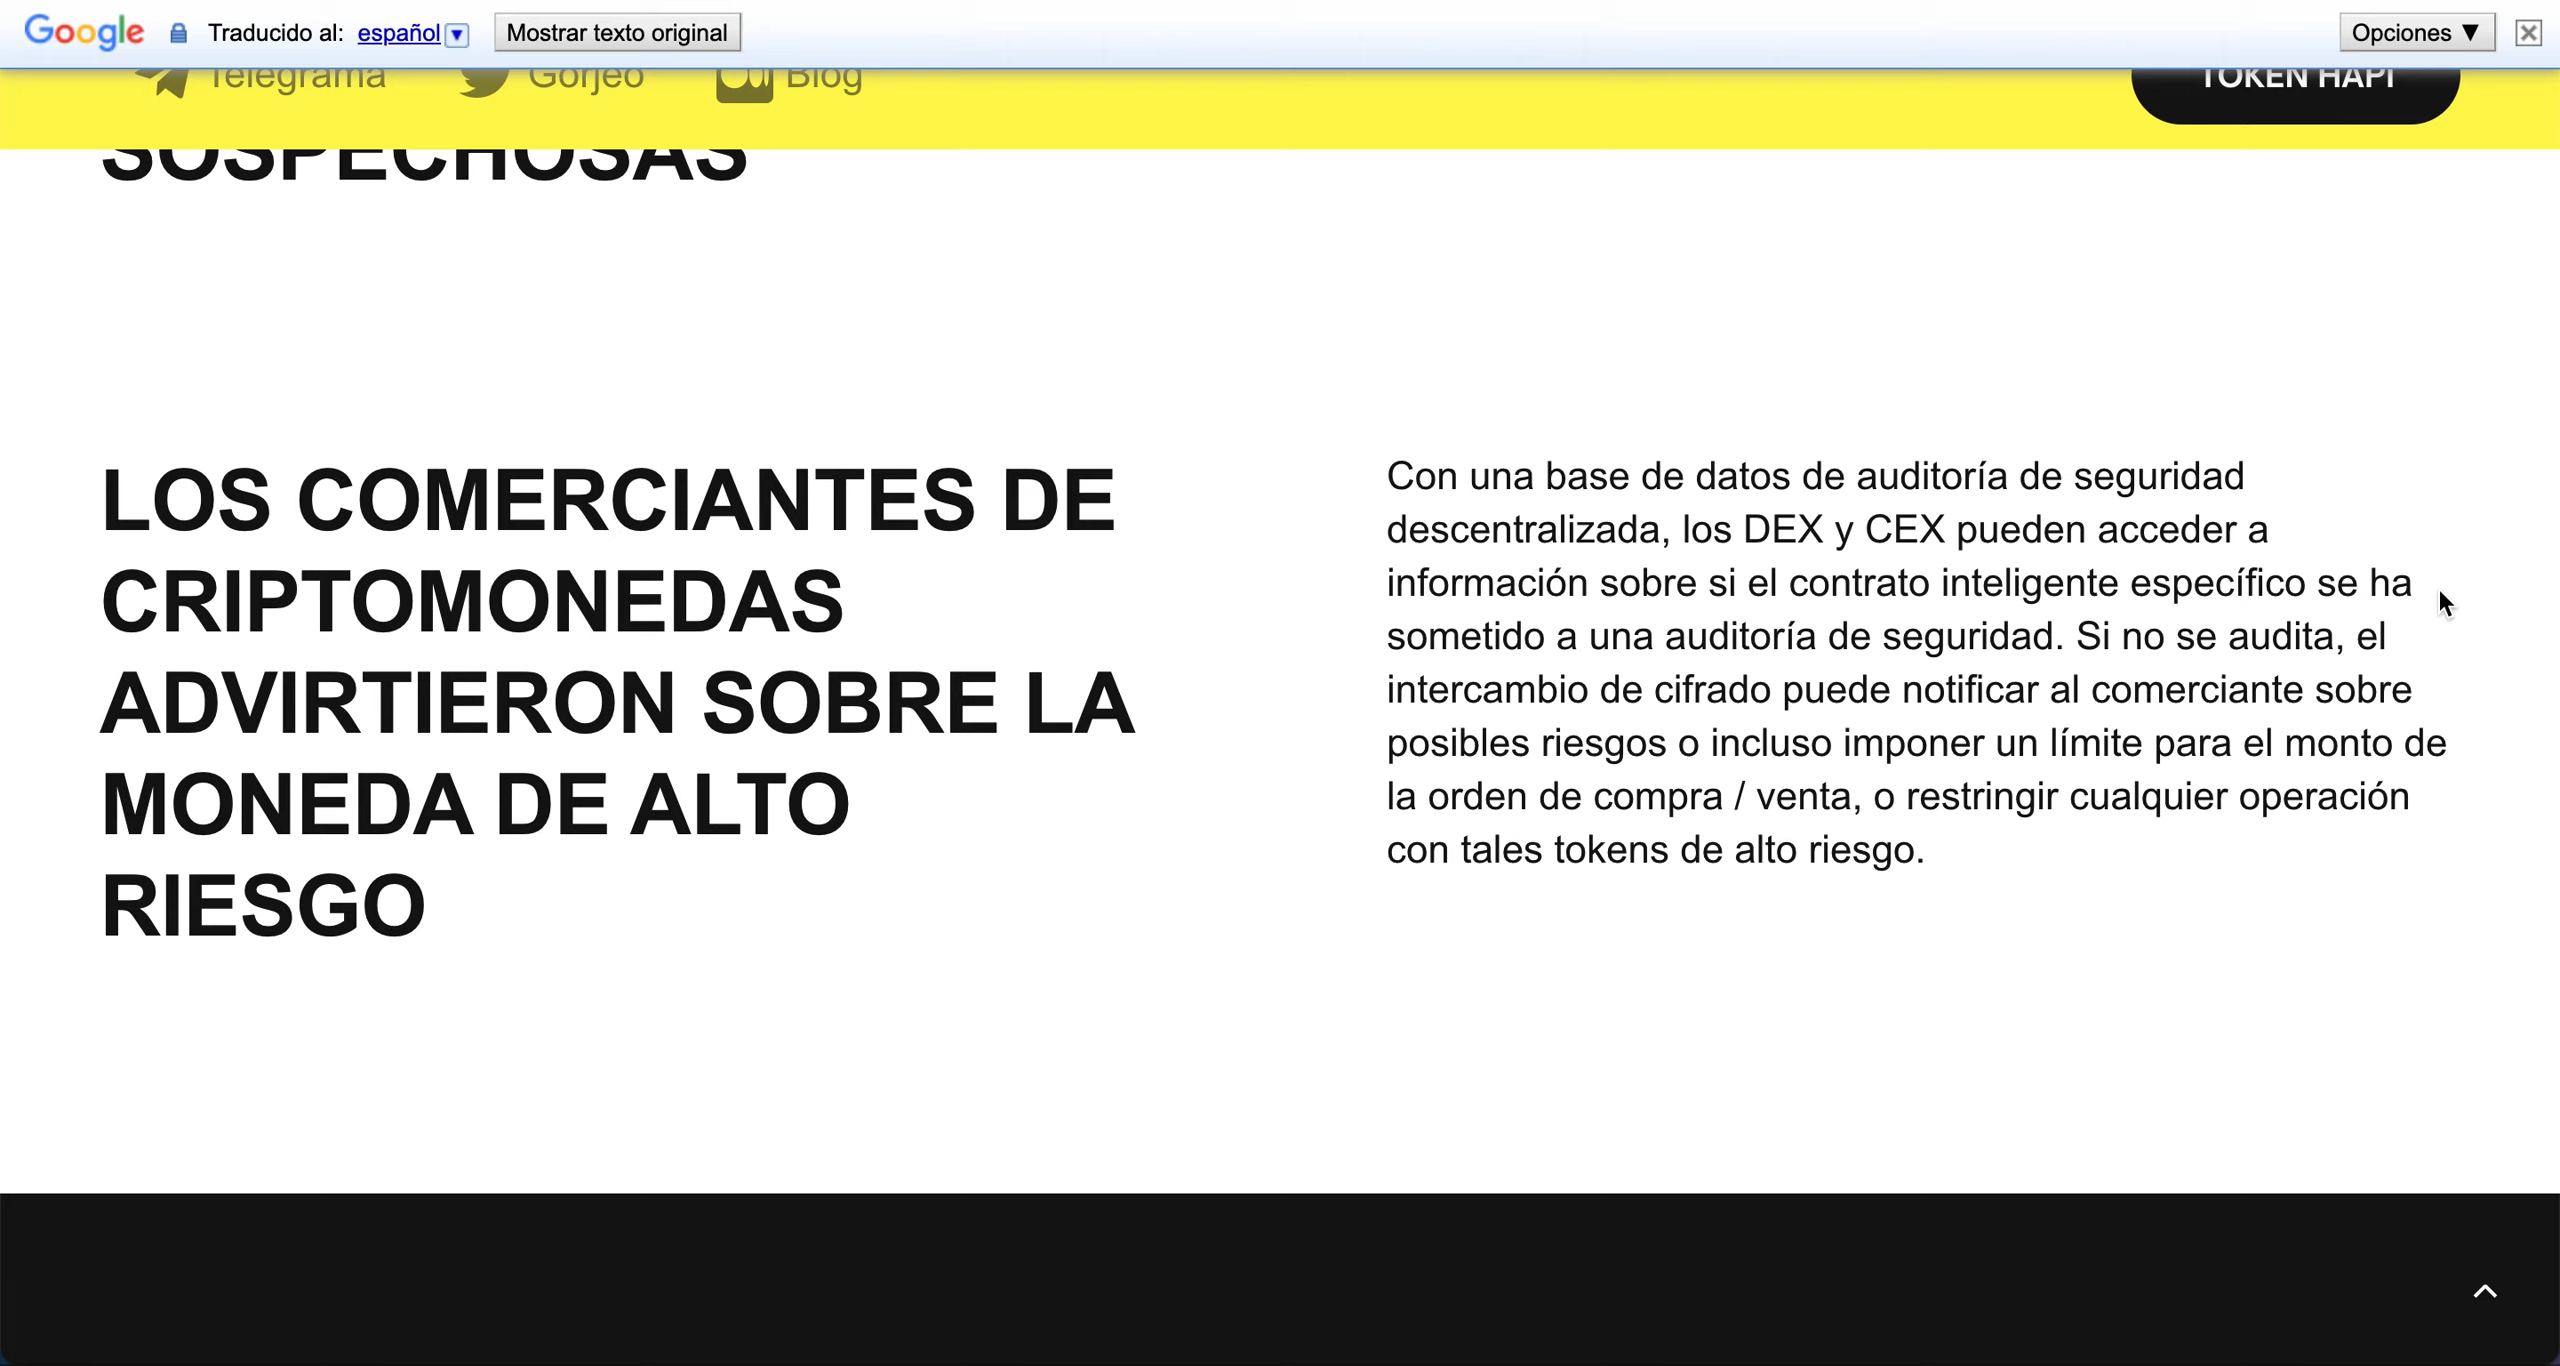 Google Traducido al: español Mostrar texto original Opciones ▼
Telegrama Gorjeo Blog TOKEN HAPI
SOSPECHOSAS
LOS COMERCIANTES DE
CRIPTOMONEDAS
ADVIRTIERON SOBRE LA
MONEDA DE ALTO
RIESGO
Con una base de datos de auditoría de seguridad
descentralizada, los DEX y CEX pueden acceder a
información sobre si el contrato inteligente específico se ha
sometido a una auditoría de seguridad. Si no se audita, el
intercambio de cifrado puede notificar al comerciante sobre
posibles riesgos o incluso imponer un límite para el monto de
la orden de compra / venta, o restringir cualquier operación
con tales tokens de alto riesgo.